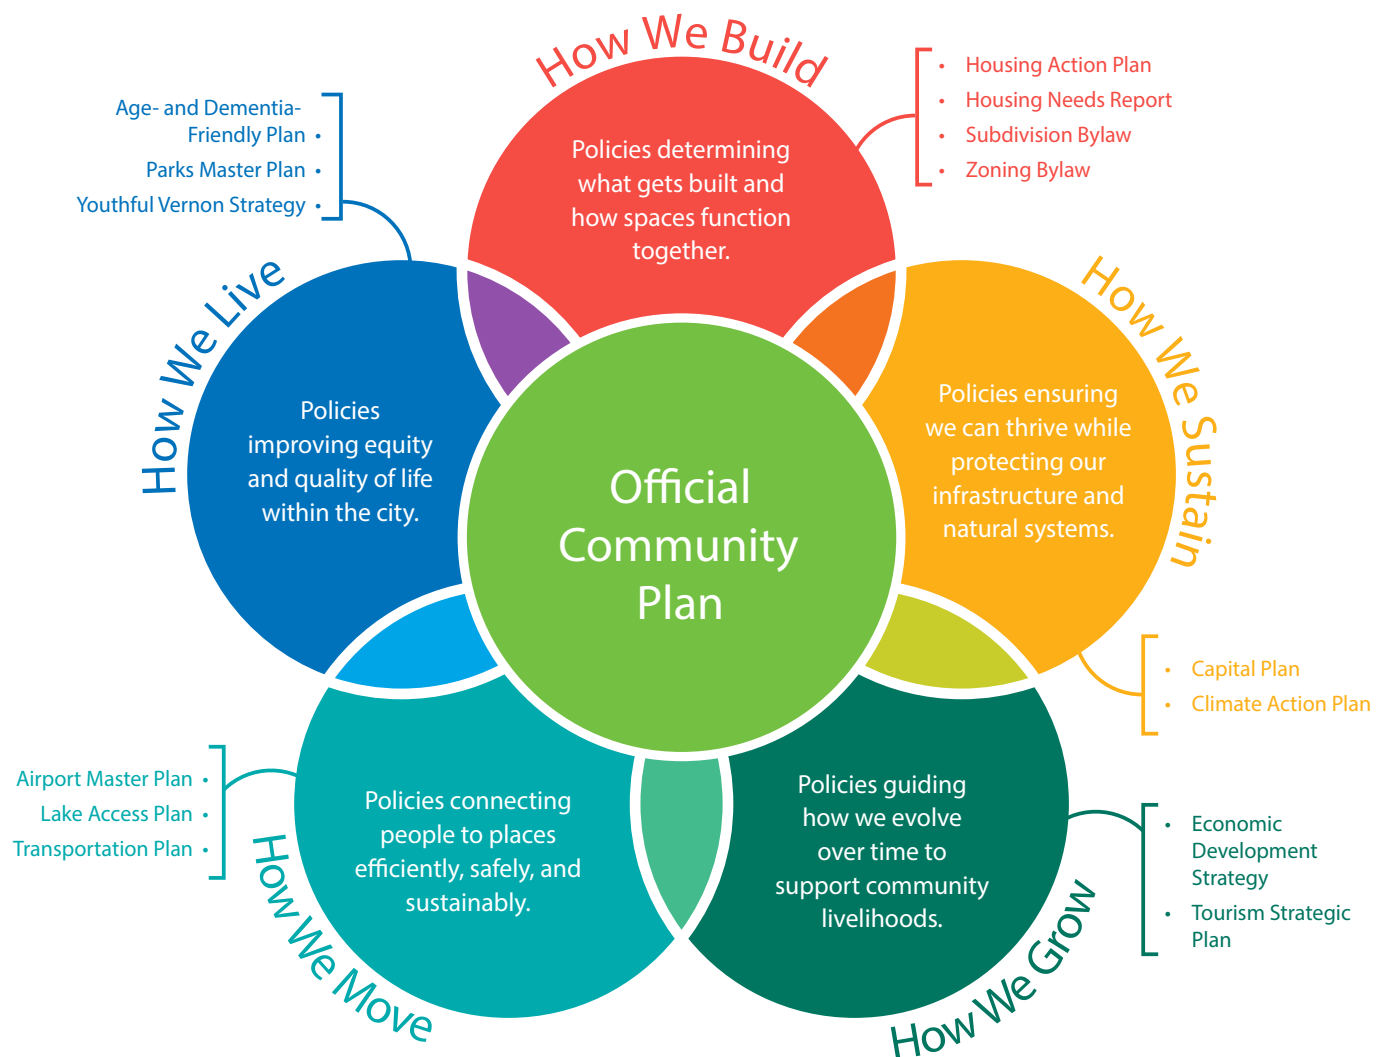 How We Build
Policies determining
what gets built and
how spaces function
together.
• Housing Action Plan
• Housing Needs Report
• Subdivision Bylaw
• Zoning Bylaw
Age- and Dementia-
Friendly Plan •
Parks Master Plan •
Youthful Vernon Strategy •
How We Live
Policies
improving equity
and quality of life
within the city.
Official
Community
Plan
How We Sustain
Policies ensuring
we can thrive while
protecting our
infrastructure and
natural systems.
• Capital Plan
• Climate Action Plan
Airport Master Plan •
Lake Access Plan •
Transportation Plan •
How We Move
Policies connecting
people to places
efficiently, safely, and
sustainably.
Policies guiding
how we evolve
over time to
support community
livelihoods.
How We Grow
• Economic
Development
Strategy
• Tourism Strategic
Plan